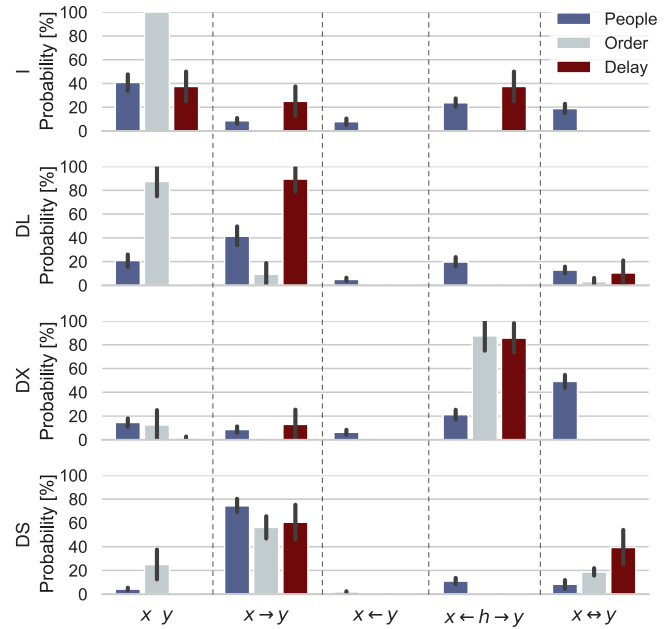 People
Order
Delay
I
Probability [%]
100
80
60
40
20
0
DL
Probability [%]
80
60
40
20
0
DX
Probability [%]
100
80
60
40
20
0
DS
Probability [%]
100
80
60
40
20
0
x y
x → y
x ← y
x ← h → y
x ↔ y